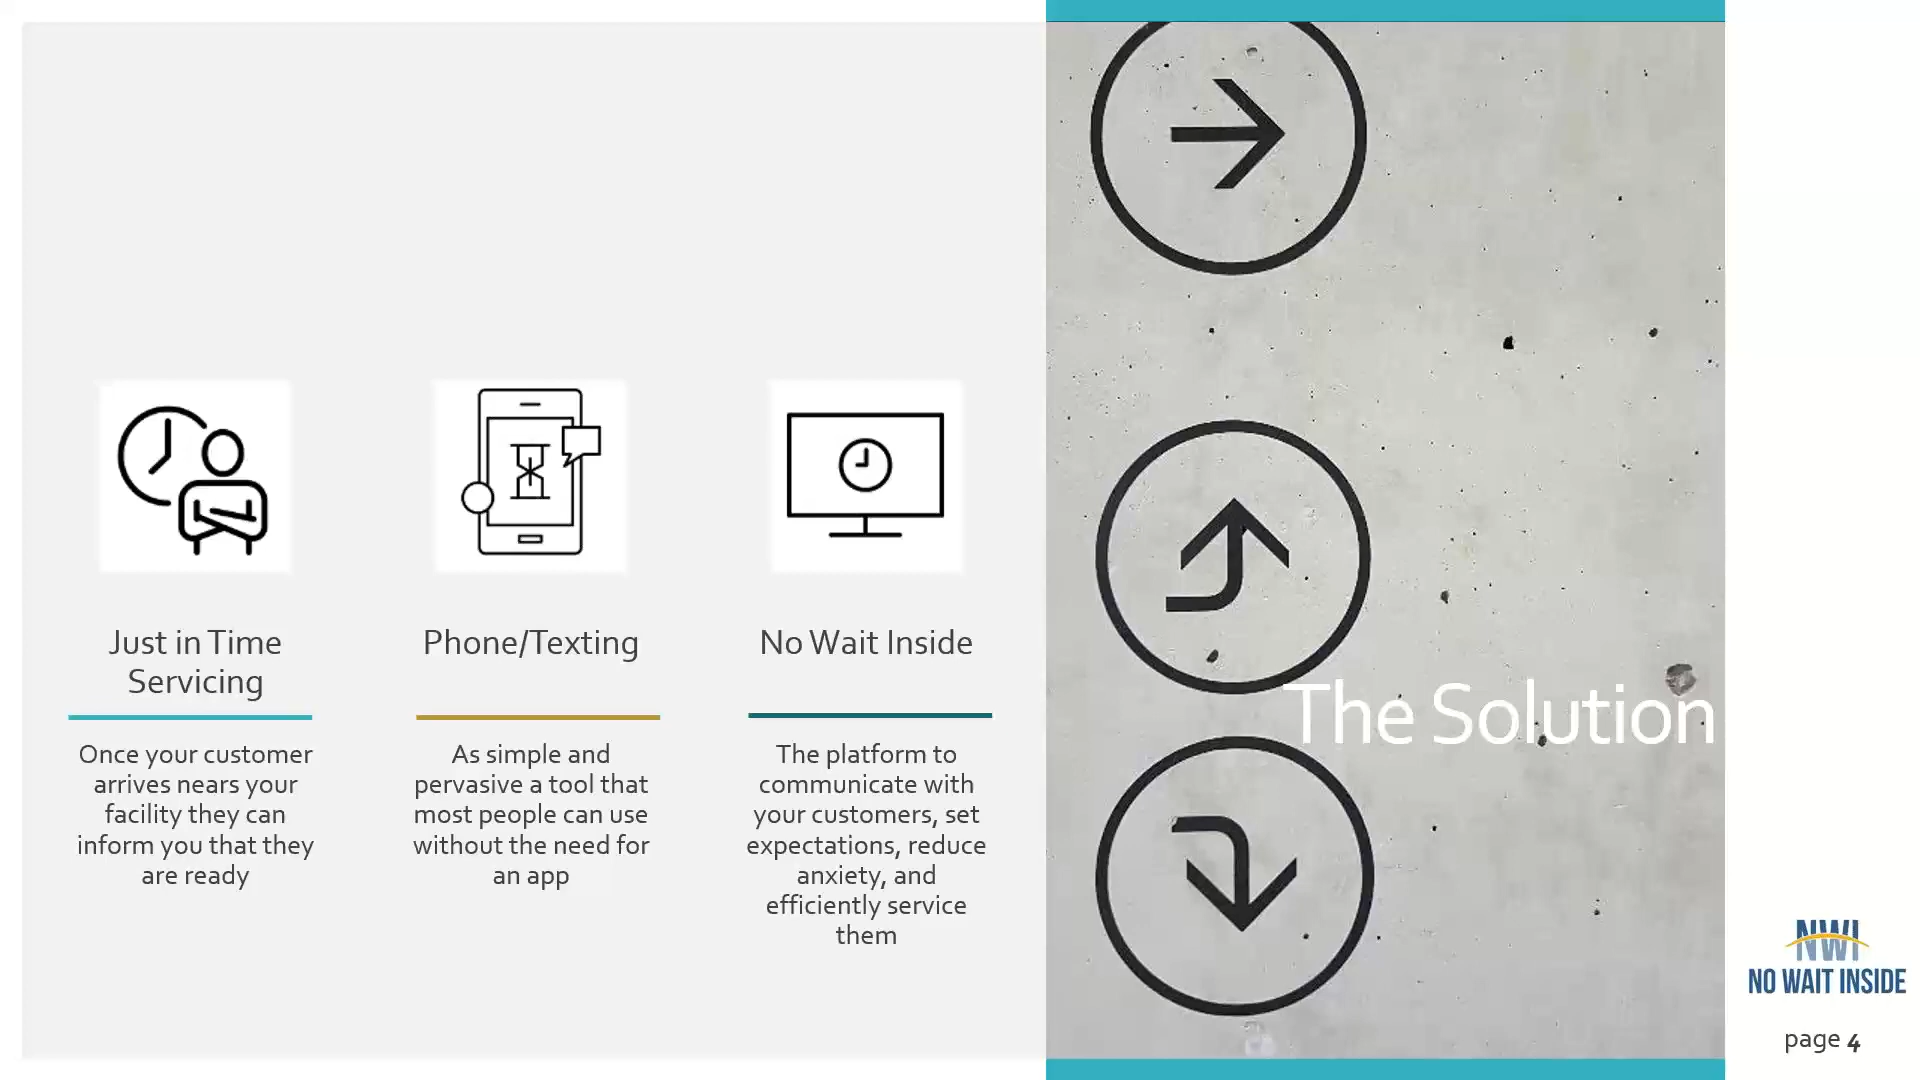 Just in Time
Servicing
Once your customer
arrives nears your
facility they can
inform you that they
are ready
Phone/Texting
As simple and
pervasive a tool that
most people can use
without the need for
an app
No Wait Inside
The platform to
communicate with
your customers, set
expectations, reduce
anxiety, and
efficiently service
them
The Solution
NWI
NO WAIT INSIDE
page 4